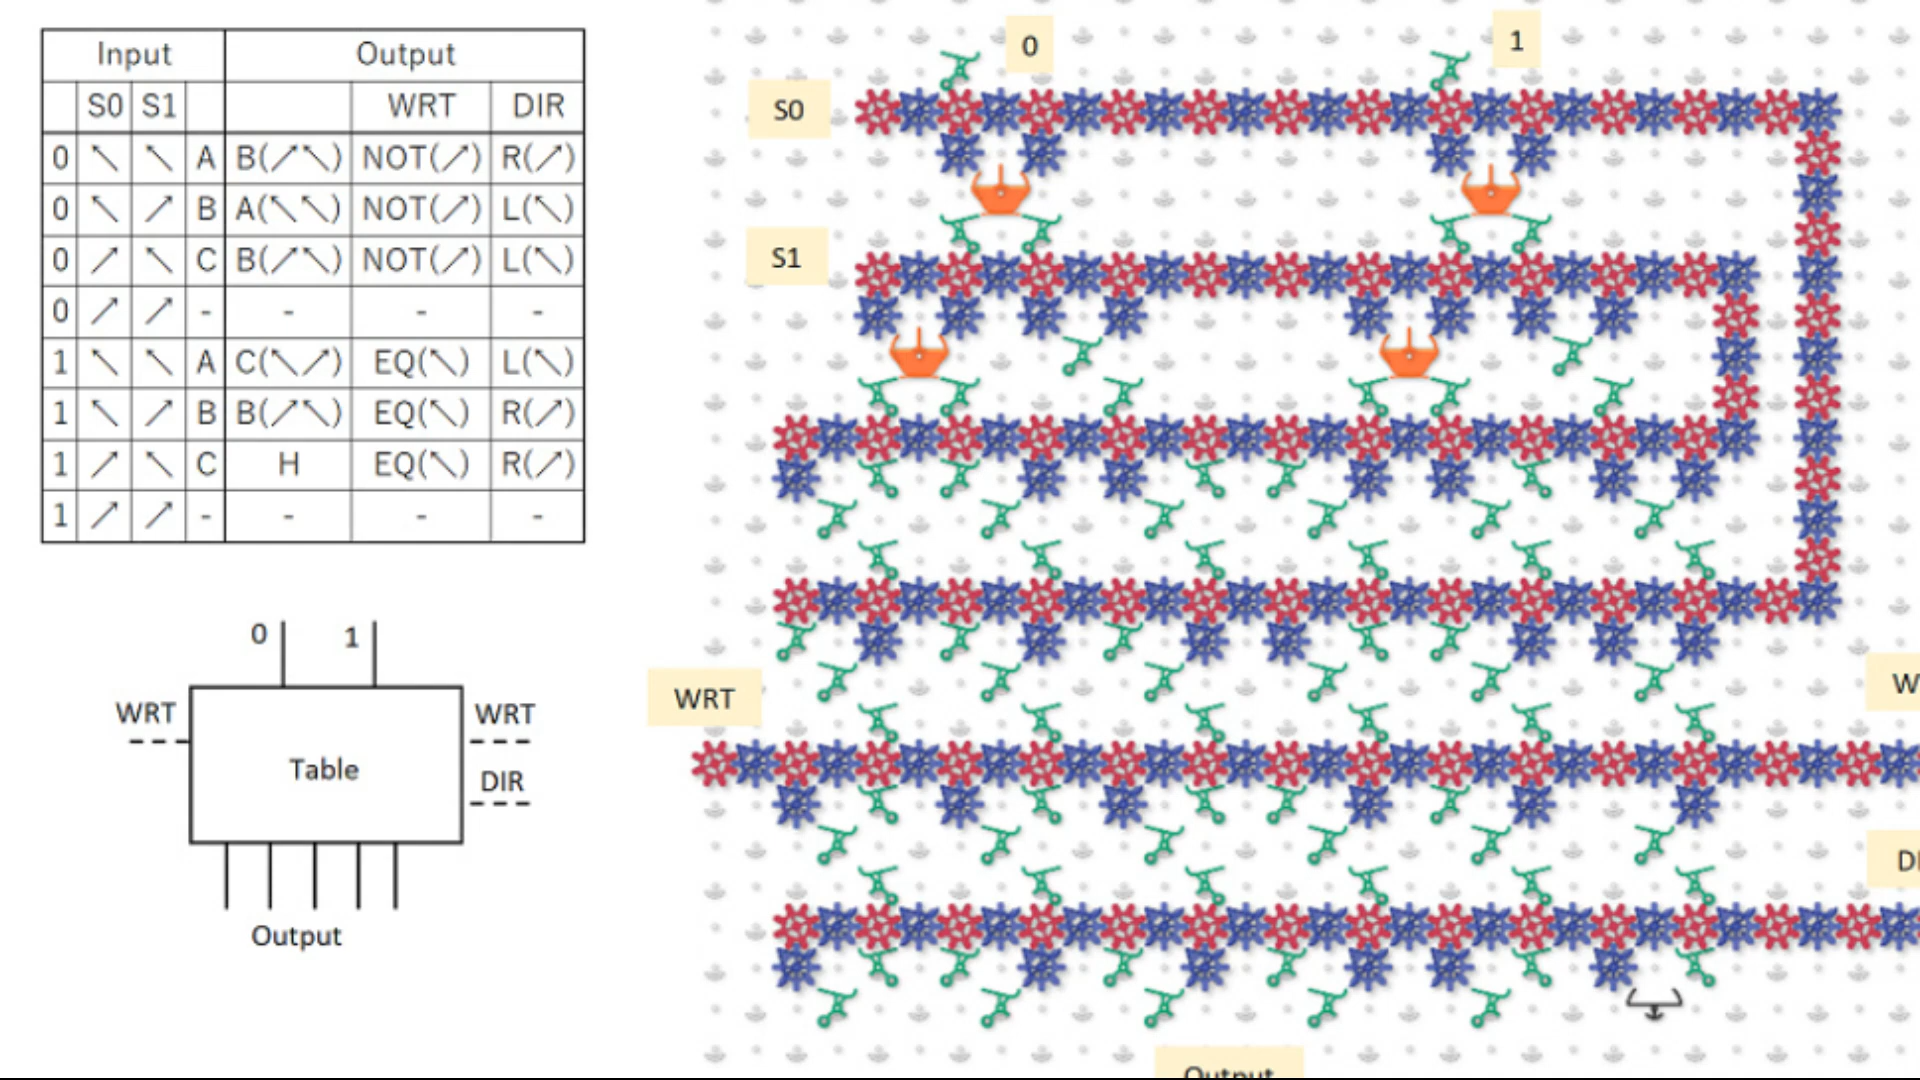 Input Output
S0 S1 WRT DIR
0 ↖ ↖ A B(↗↖) NOT(↗) R(↗)
0 ↖ ↗ B A(↖↖) NOT(↗) L(↖)
0 ↗ ↖ C B(↗↖) NOT(↗) L(↖)
0 ↗ ↗ - - - -
1 ↖ ↖ A C(↖↗) EQ(↖) L(↖)
1 ↖ ↗ B B(↗↖) EQ(↖) R(↗)
1 ↗ ↖ C H EQ(↖) R(↗)
1 ↗ ↗ - - - -
0 1
WRT WRT
Table
DIR
Output
0 1
S0
S1
WRT
W
Output